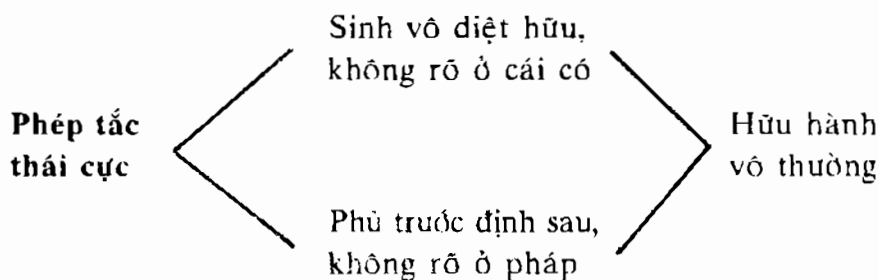 Sinh vô diệt hữu,
không rõ ở cái có
Phép tắc
thái cực
Hữu hành
vô thường
Phủ trước định sau,
không rõ ở pháp